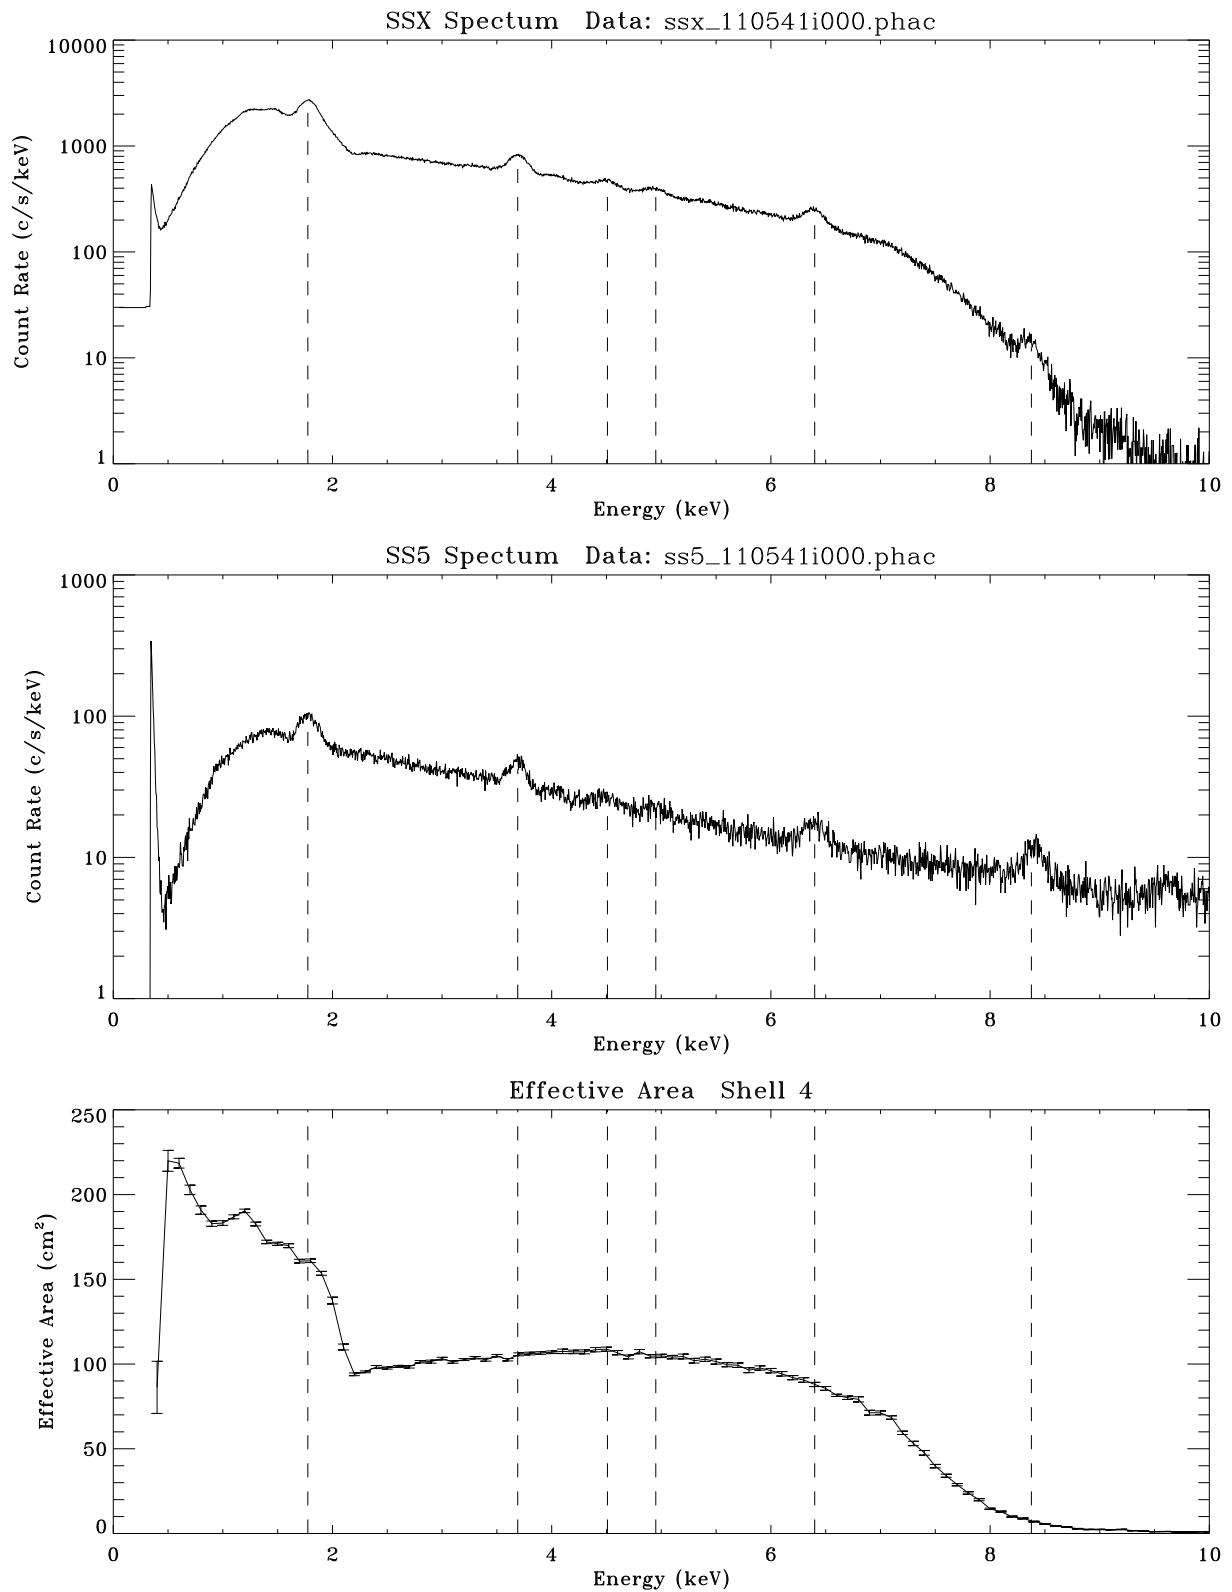 SSX Spectrum Data: ssx_110541i000.phac
10000
1000
100
10
1
Count Rate (c/s/keV)
0 2 4 6 8 10
Energy (keV)
SS5 Spectum Data: ss5_110541i000.phac
1000
100
10
1
Count Rate (c/s/keV)
0 2 4 6 8 10
Energy (keV)
Effective Area Shell 4
250
200
150
100
50
0
Effective Area (cm²)
0 2 4 6 8 10
Energy (keV)